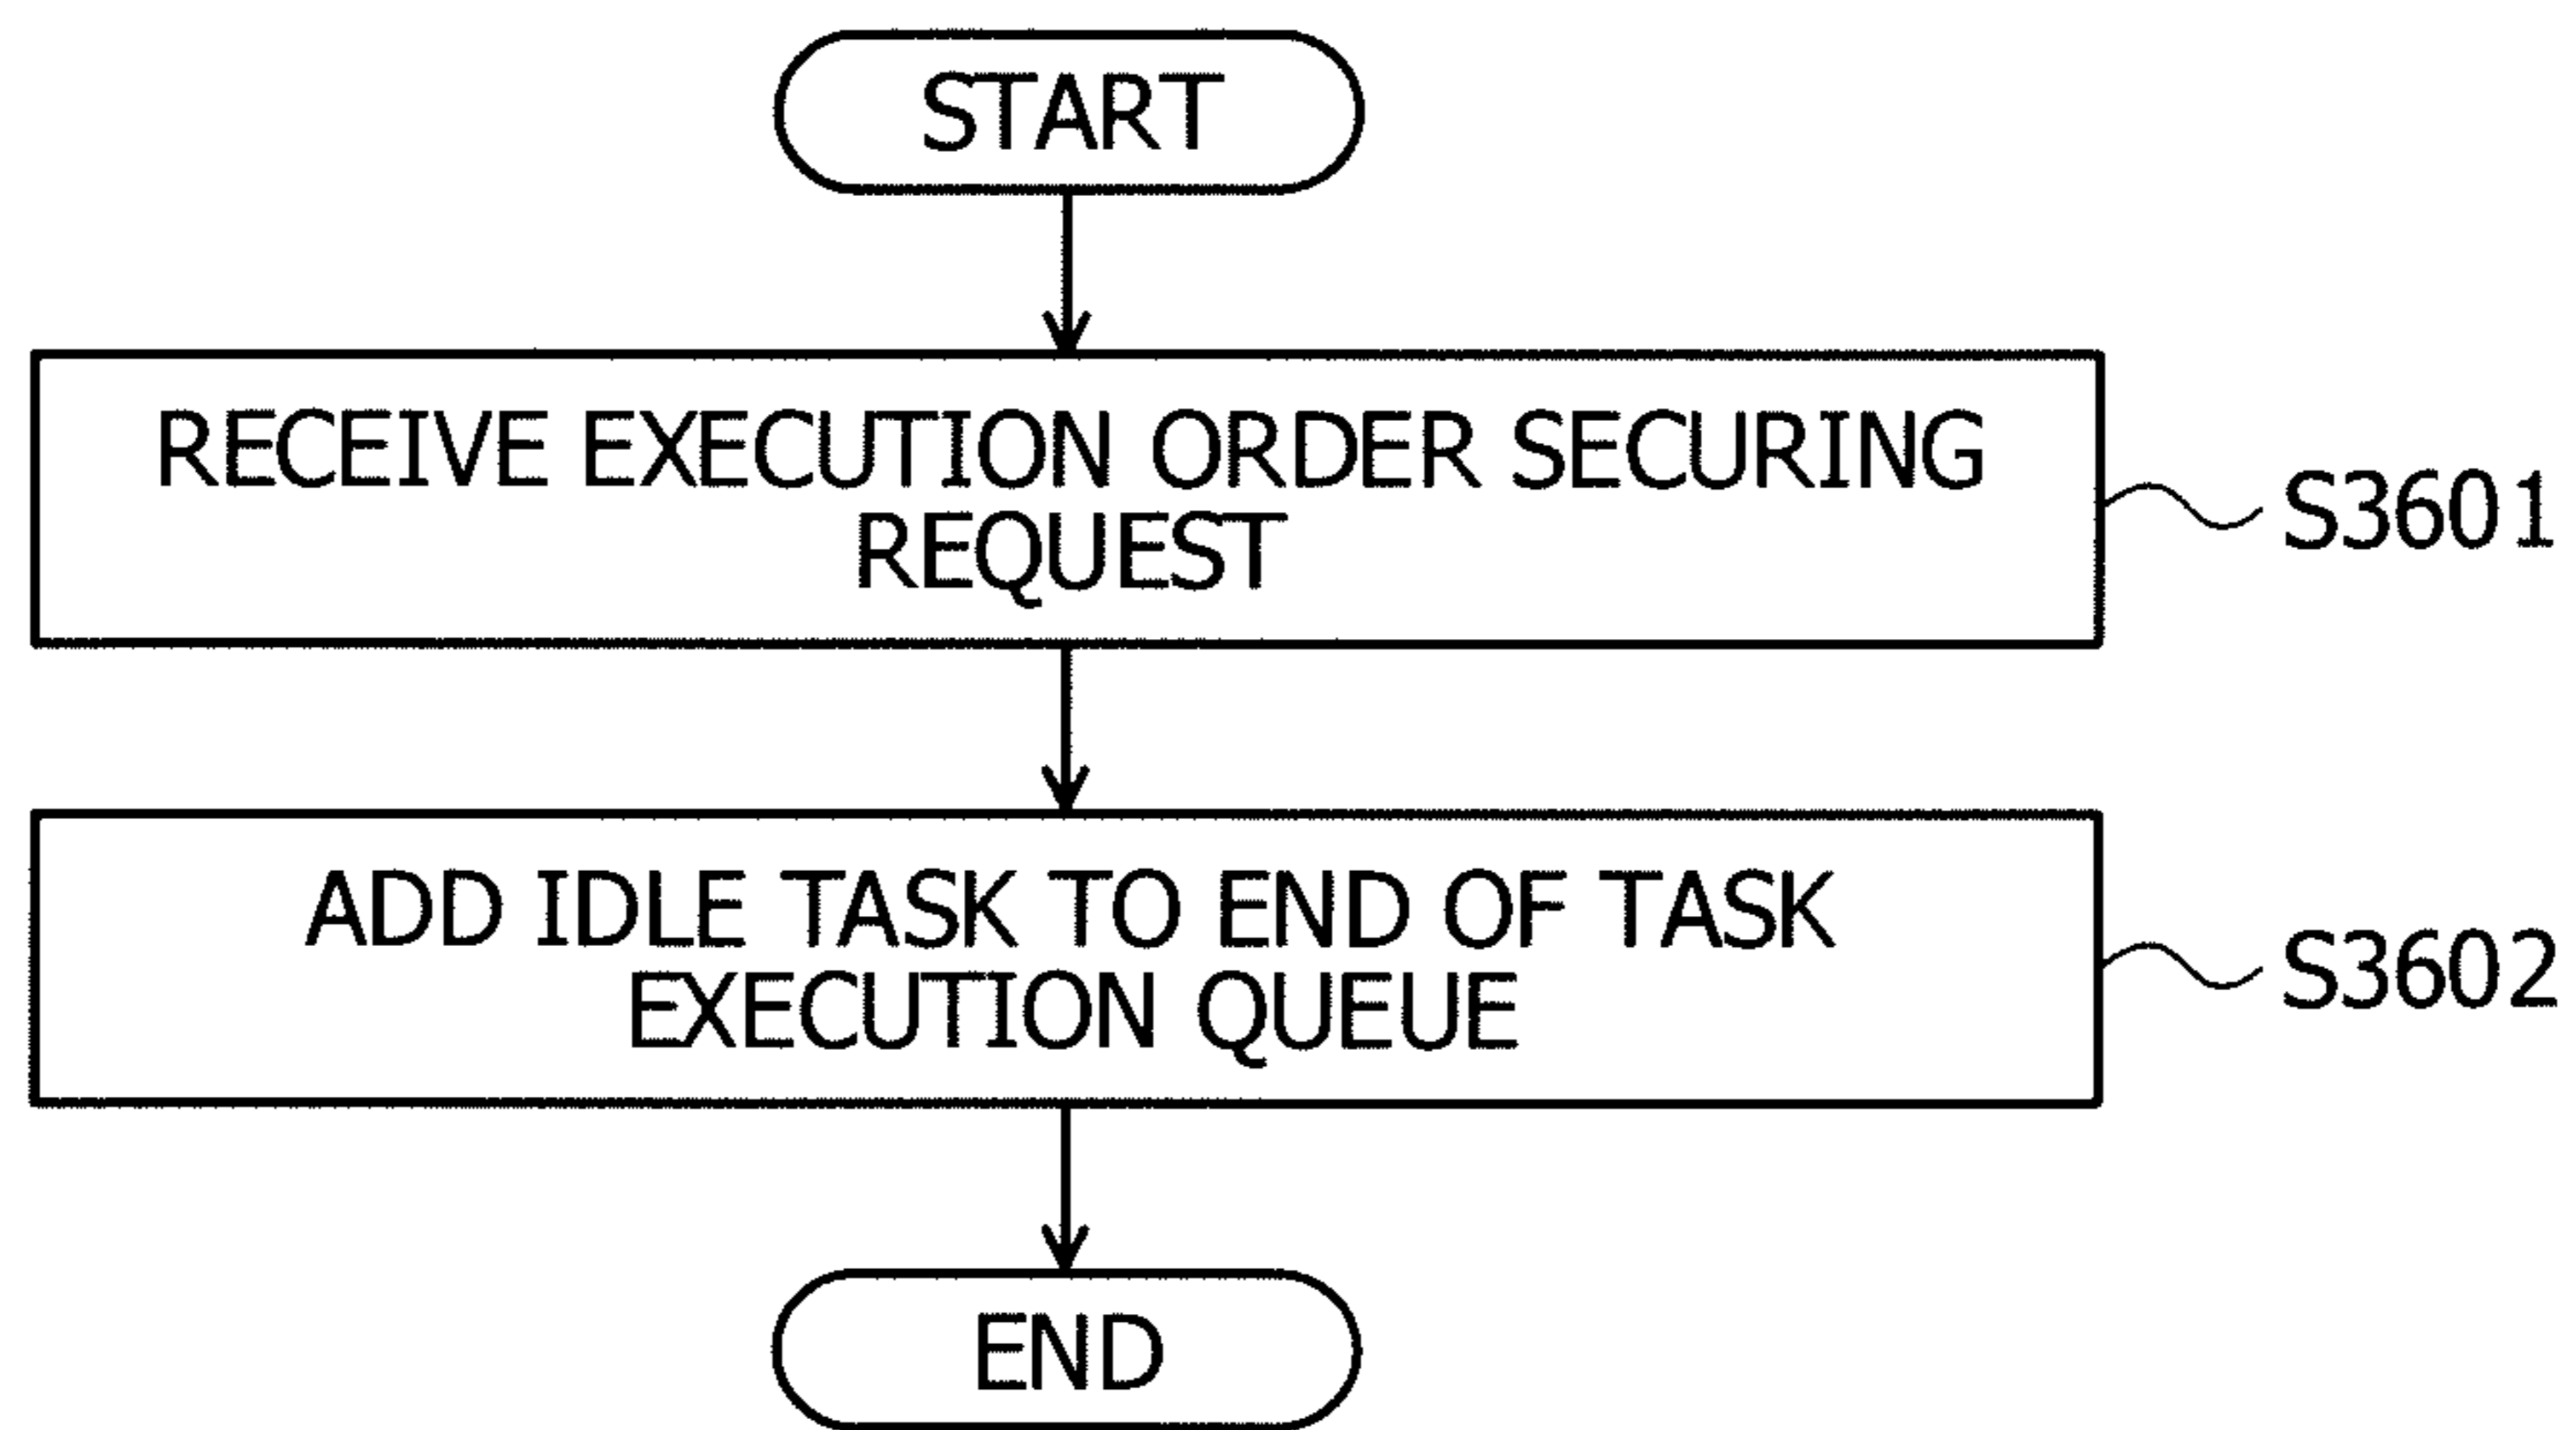 START
RECEIVE EXECUTION ORDER SECURING
REQUEST
S3601
ADD IDLE TASK TO END OF TASK
EXECUTION QUEUE
S3602
END